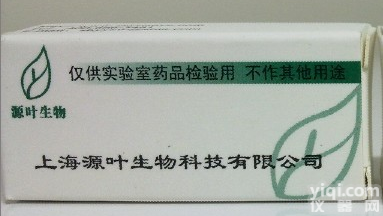 仅供实验室药品检验用 不作其他用途
源叶生物
上海源叶生物科技有限公司
yiqi.com
仪器网